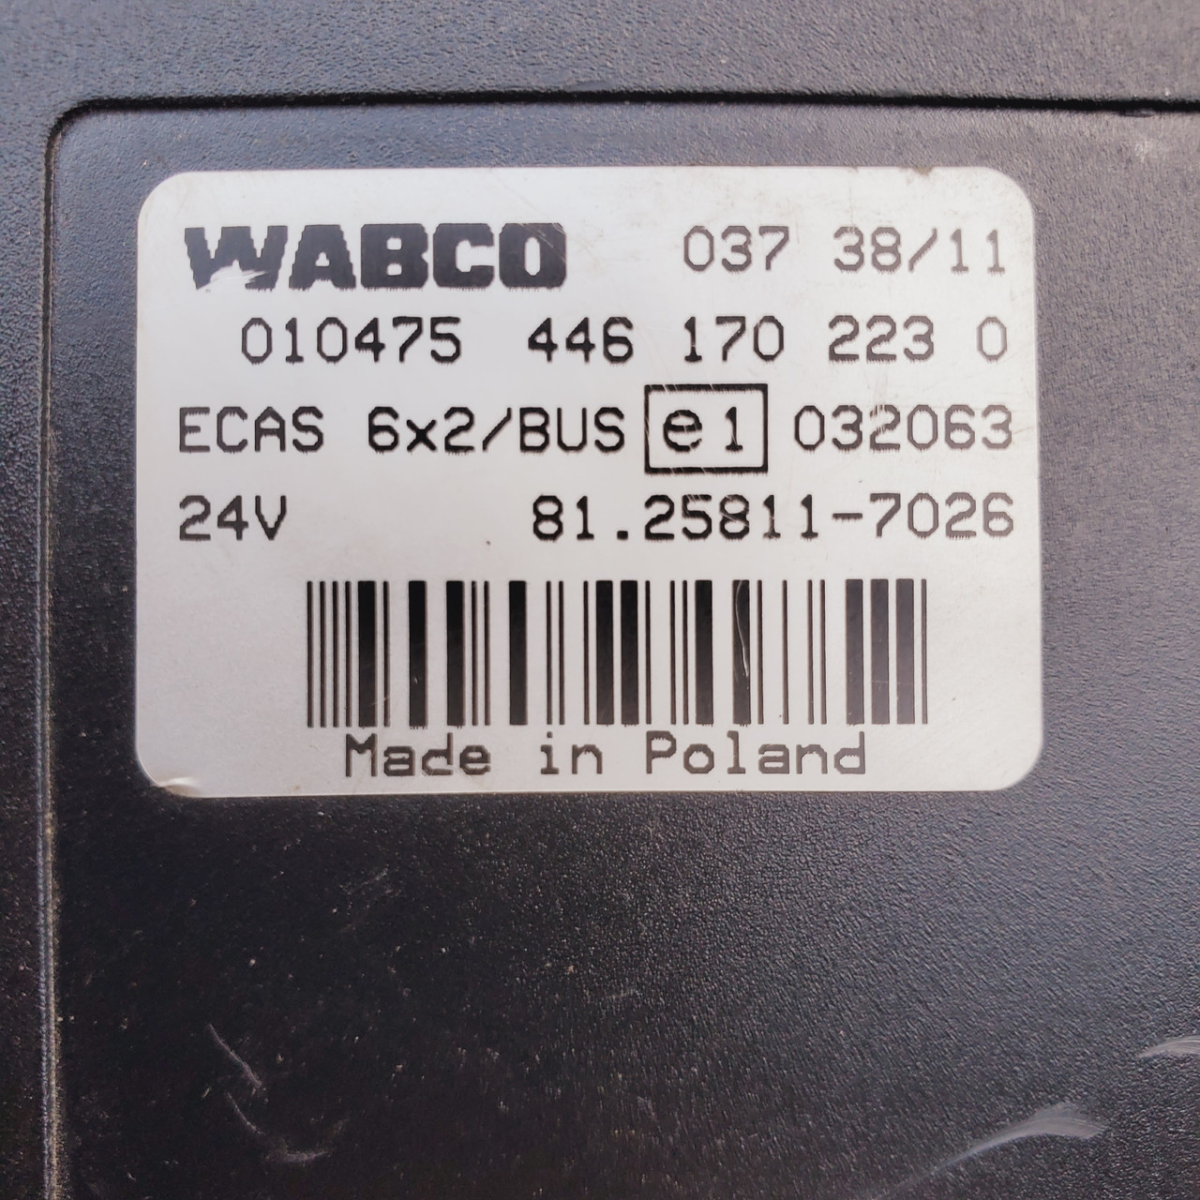 WABCO 037 38/11
010475 446 170 223 0
ECAS 6x2/BUS e1 032063
24V 81.25811-7026
Made in Poland